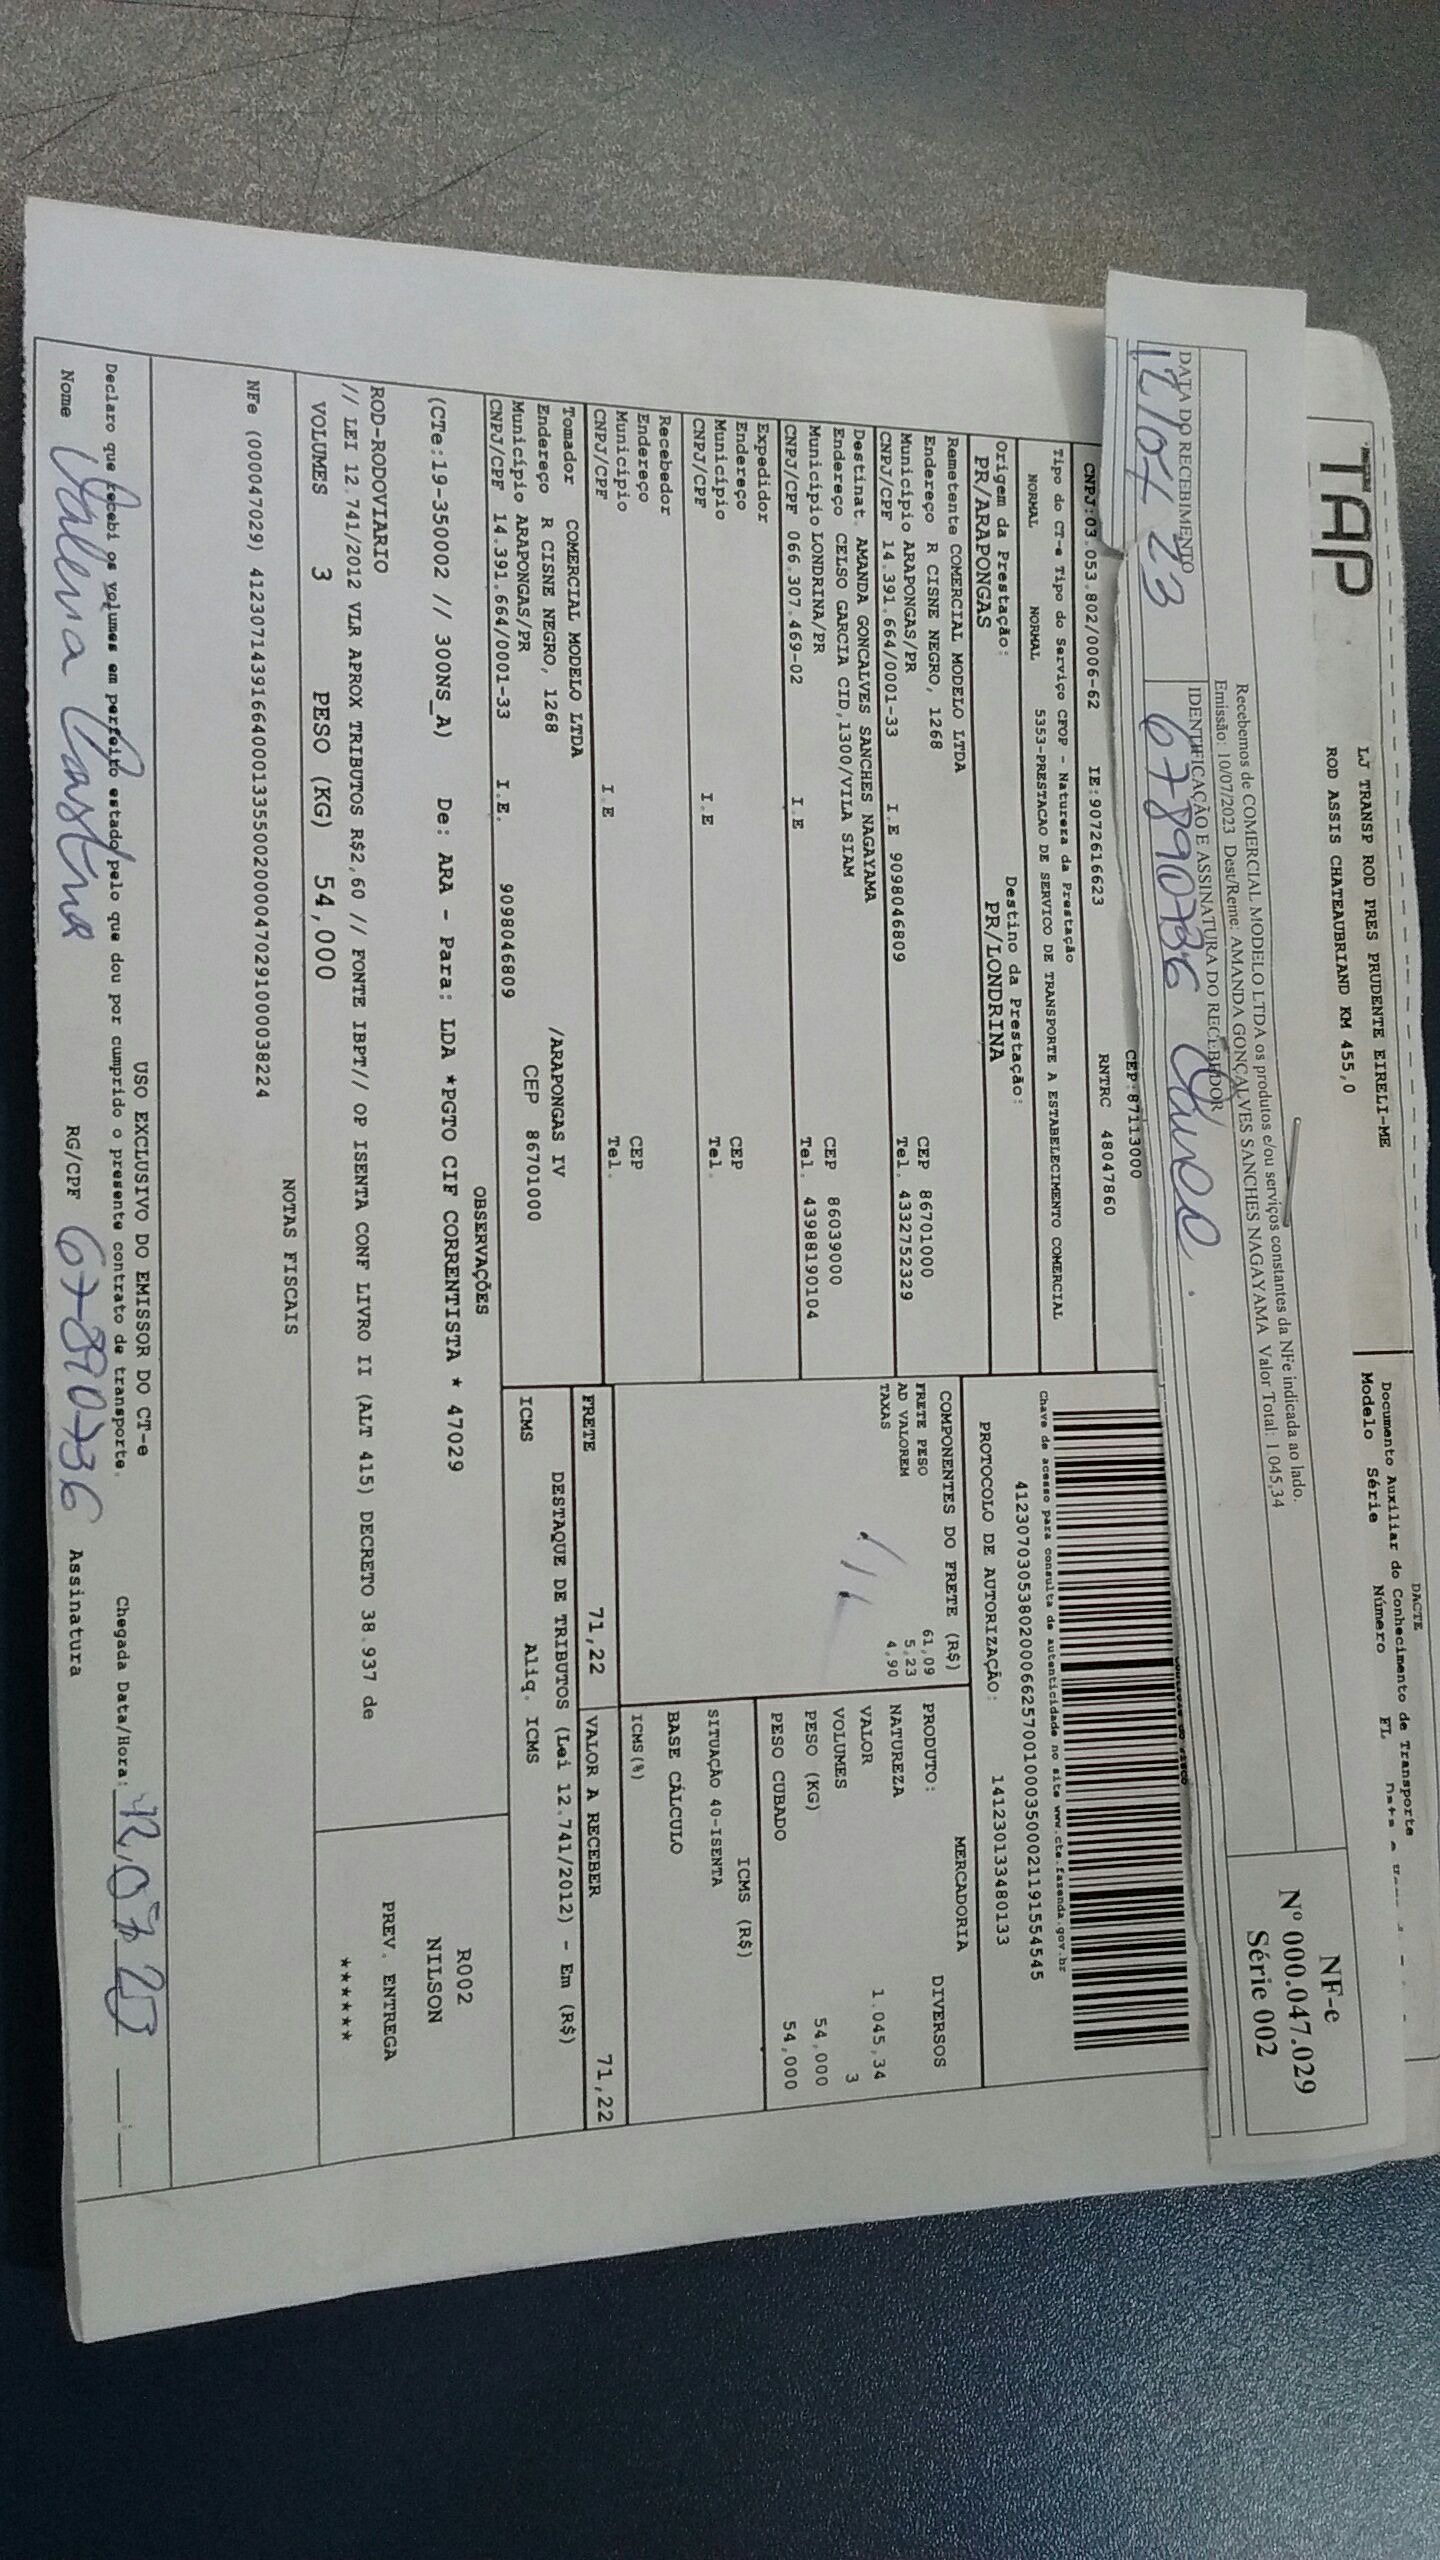 TAP
LJ TRANSP ROD PRES PRUDENTE EIRELI-ME
ROD ASSIS CHATEAUBRIAND KM 455,0
DACTE
Documento Auxiliar do Conhecimento de Transporte
Modelo Série Número FL
Recebemos de COMERCIAL MODELO LTDA os produtos e/ou serviços constantes da NFe indicada ao lado.
Emissão: 10/07/2023 Dest/Reme: AMANDA GONÇALVES SANCHES NAGAYAMA Valor Total: 1.045,34
DATA DO RECEBIMENTO
IDENTIFICAÇÃO E ASSINATURA DO RECEBEDOR
12/07 23
67890736
NF-e
Nº 000.047.029
Série 002
CEP:87113000
CNPJ:03.053.802/0006-62 IE:9072616623 RNTRC 48047860
Tipo do CT-e Tipo do Serviço CFOP - Natureza da Prestação
NORMAL NORMAL 5353-PRESTACAO DE SERVICO DE TRANSPORTE A ESTABELECIMENTO COMERCIAL
Origem da Prestação: Destino da Prestação:
PR/ARAPONGAS PR/LONDRINA
Chave de acesso para consulta de autenticidade no site www.cte.fazenda.gov.br
41230703053802000662570010003500021191554545
PROTOCOLO DE AUTORIZAÇÃO: 141230133480133
Remetente COMERCIAL MODELO LTDA
Endereço R CISNE NEGRO, 1268 CEP 86701000
Município ARAPONGAS/PR Tel. 4332752329
CNPJ/CPF 14.391.664/0001-33 I.E 9098046809
Destinat. AMANDA GONCALVES SANCHES NAGAYAMA
Endereço CELSO GARCIA CID,1300/VILA SIAM CEP 86039000
Município LONDRINA/PR Tel. 43988190104
CNPJ/CPF 066.307.469-02 I.E
Expedidor
Endereço CEP
Município Tel.
CNPJ/CPF I.E
Recebedor
Endereço CEP
Município Tel.
CNPJ/CPF I.E
Tomador COMERCIAL MODELO LTDA
Endereço R CISNE NEGRO, 1268 /ARAPONGAS IV
Município ARAPONGAS/PR CEP 86701000
CNPJ/CPF 14.391.664/0001-33 I.E. 9098046809
COMPONENTES DO FRETE (R$)
FRETE PESO 61,09
AD VALOREM 5,23
TAXAS 4,90
MERCADORIA
PRODUTO: DIVERSOS
NATUREZA
VALOR 1.045,34
VOLUMES 3
PESO (KG) 54,000
PESO CUBADO 54,000
ICMS (R$)
SITUAÇÃO 40-ISENTA
BASE CÁLCULO
ICMS(%)
FRETE 71,22 VALOR A RECEBER 71,22
DESTAQUE DE TRIBUTOS (Lei 12.741/2012) - Em (R$)
ICMS Aliq. ICMS
OBSERVAÇÕES
(CTe:19-350002 // 300NS_A) De: ARA - Para: LDA *PGTO CIF CORRENTISTA * 47029
R002
NILSON
ROD-RODOVIARIO
// LEI 12.741/2012 VLR APROX TRIBUTOS R$2,60 // FONTE IBPT// OP ISENTA CONF LIVRO II (ALT 415) DECRETO 38.937 de
PREV. ENTREGA
*******
VOLUMES 3 PESO (KG) 54,000
NOTAS FISCAIS
NFe (000047029) 41230714391664000133550020000470291000038224
USO EXCLUSIVO DO EMISSOR DO CT-e
Declaro que recebi os volumes em perfeito estado pelo que dou por cumprido o presente contrato de transporte. Chegada Data/Hora: 12,07 23
Nome Valeria RG/CPF 67890736 Assinatura